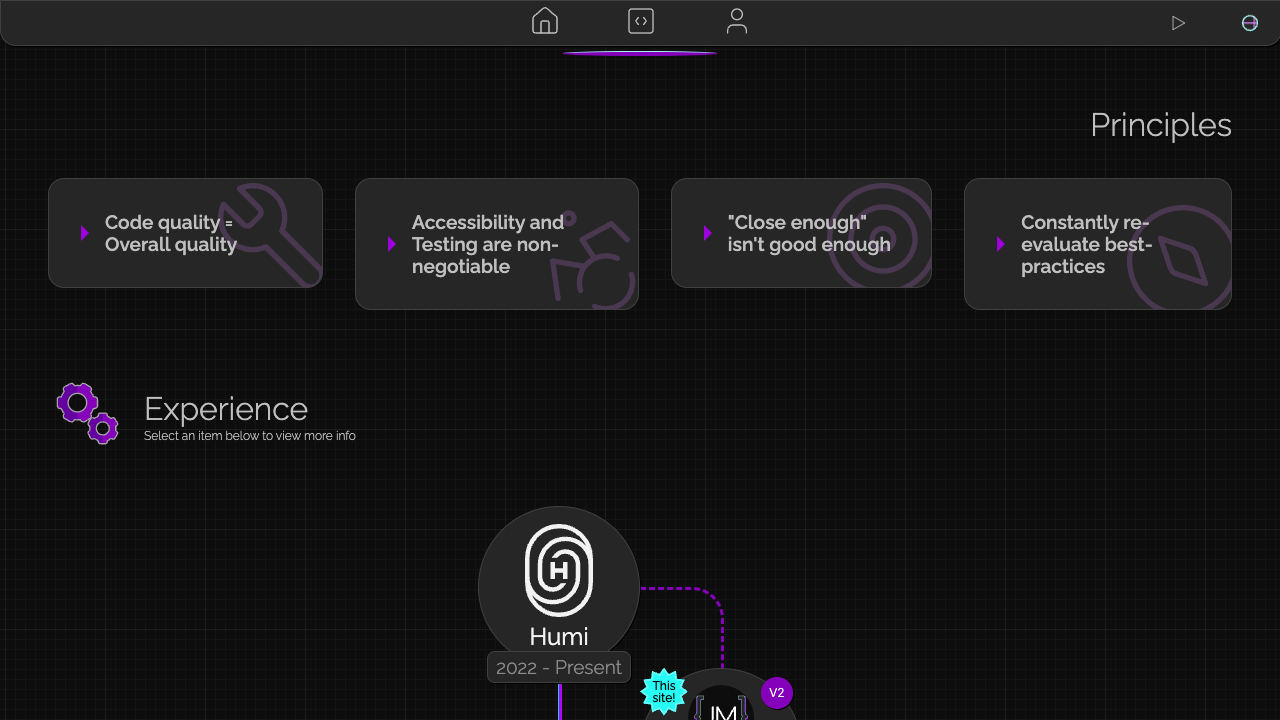 Principles
Code quality =
Overall quality
Accessibility and
Testing are non-
negotiable
"Close enough"
isn't good enough
Constantly re-
evaluate best-
practices
Experience
Select an item below to view more info
H
Humi
2022 - Present
This
site!
V2
JM